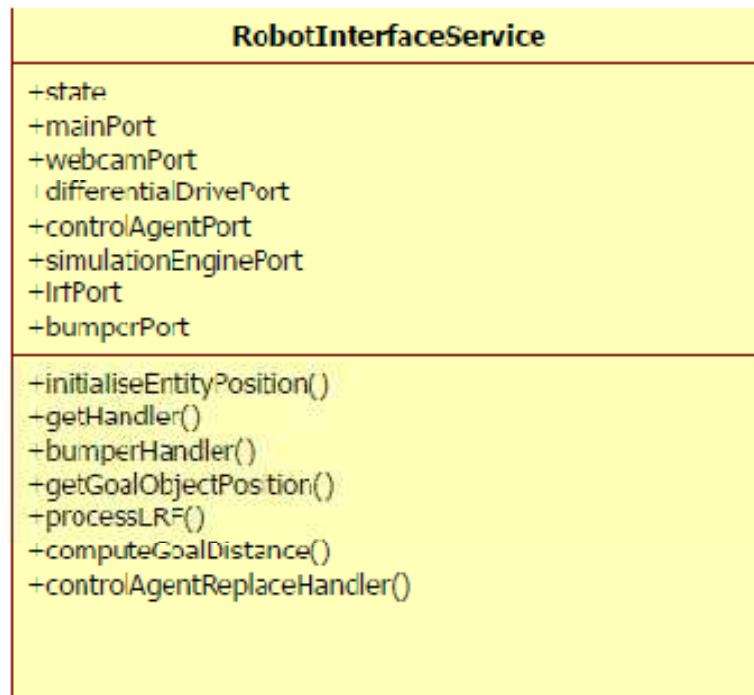 RobotInterfaceService
+state
+mainPort
+webcamPort
+differentialDrivePort
+controlAgentPort
+simulationEnginePort
+lrfPort
+bumperPort
+initialiseEntityPosition()
+getHandler()
+bumperHandler()
+getGoalObjectPosition()
+processLRF()
+computeGoalDistance()
+controlAgentReplaceHandler()